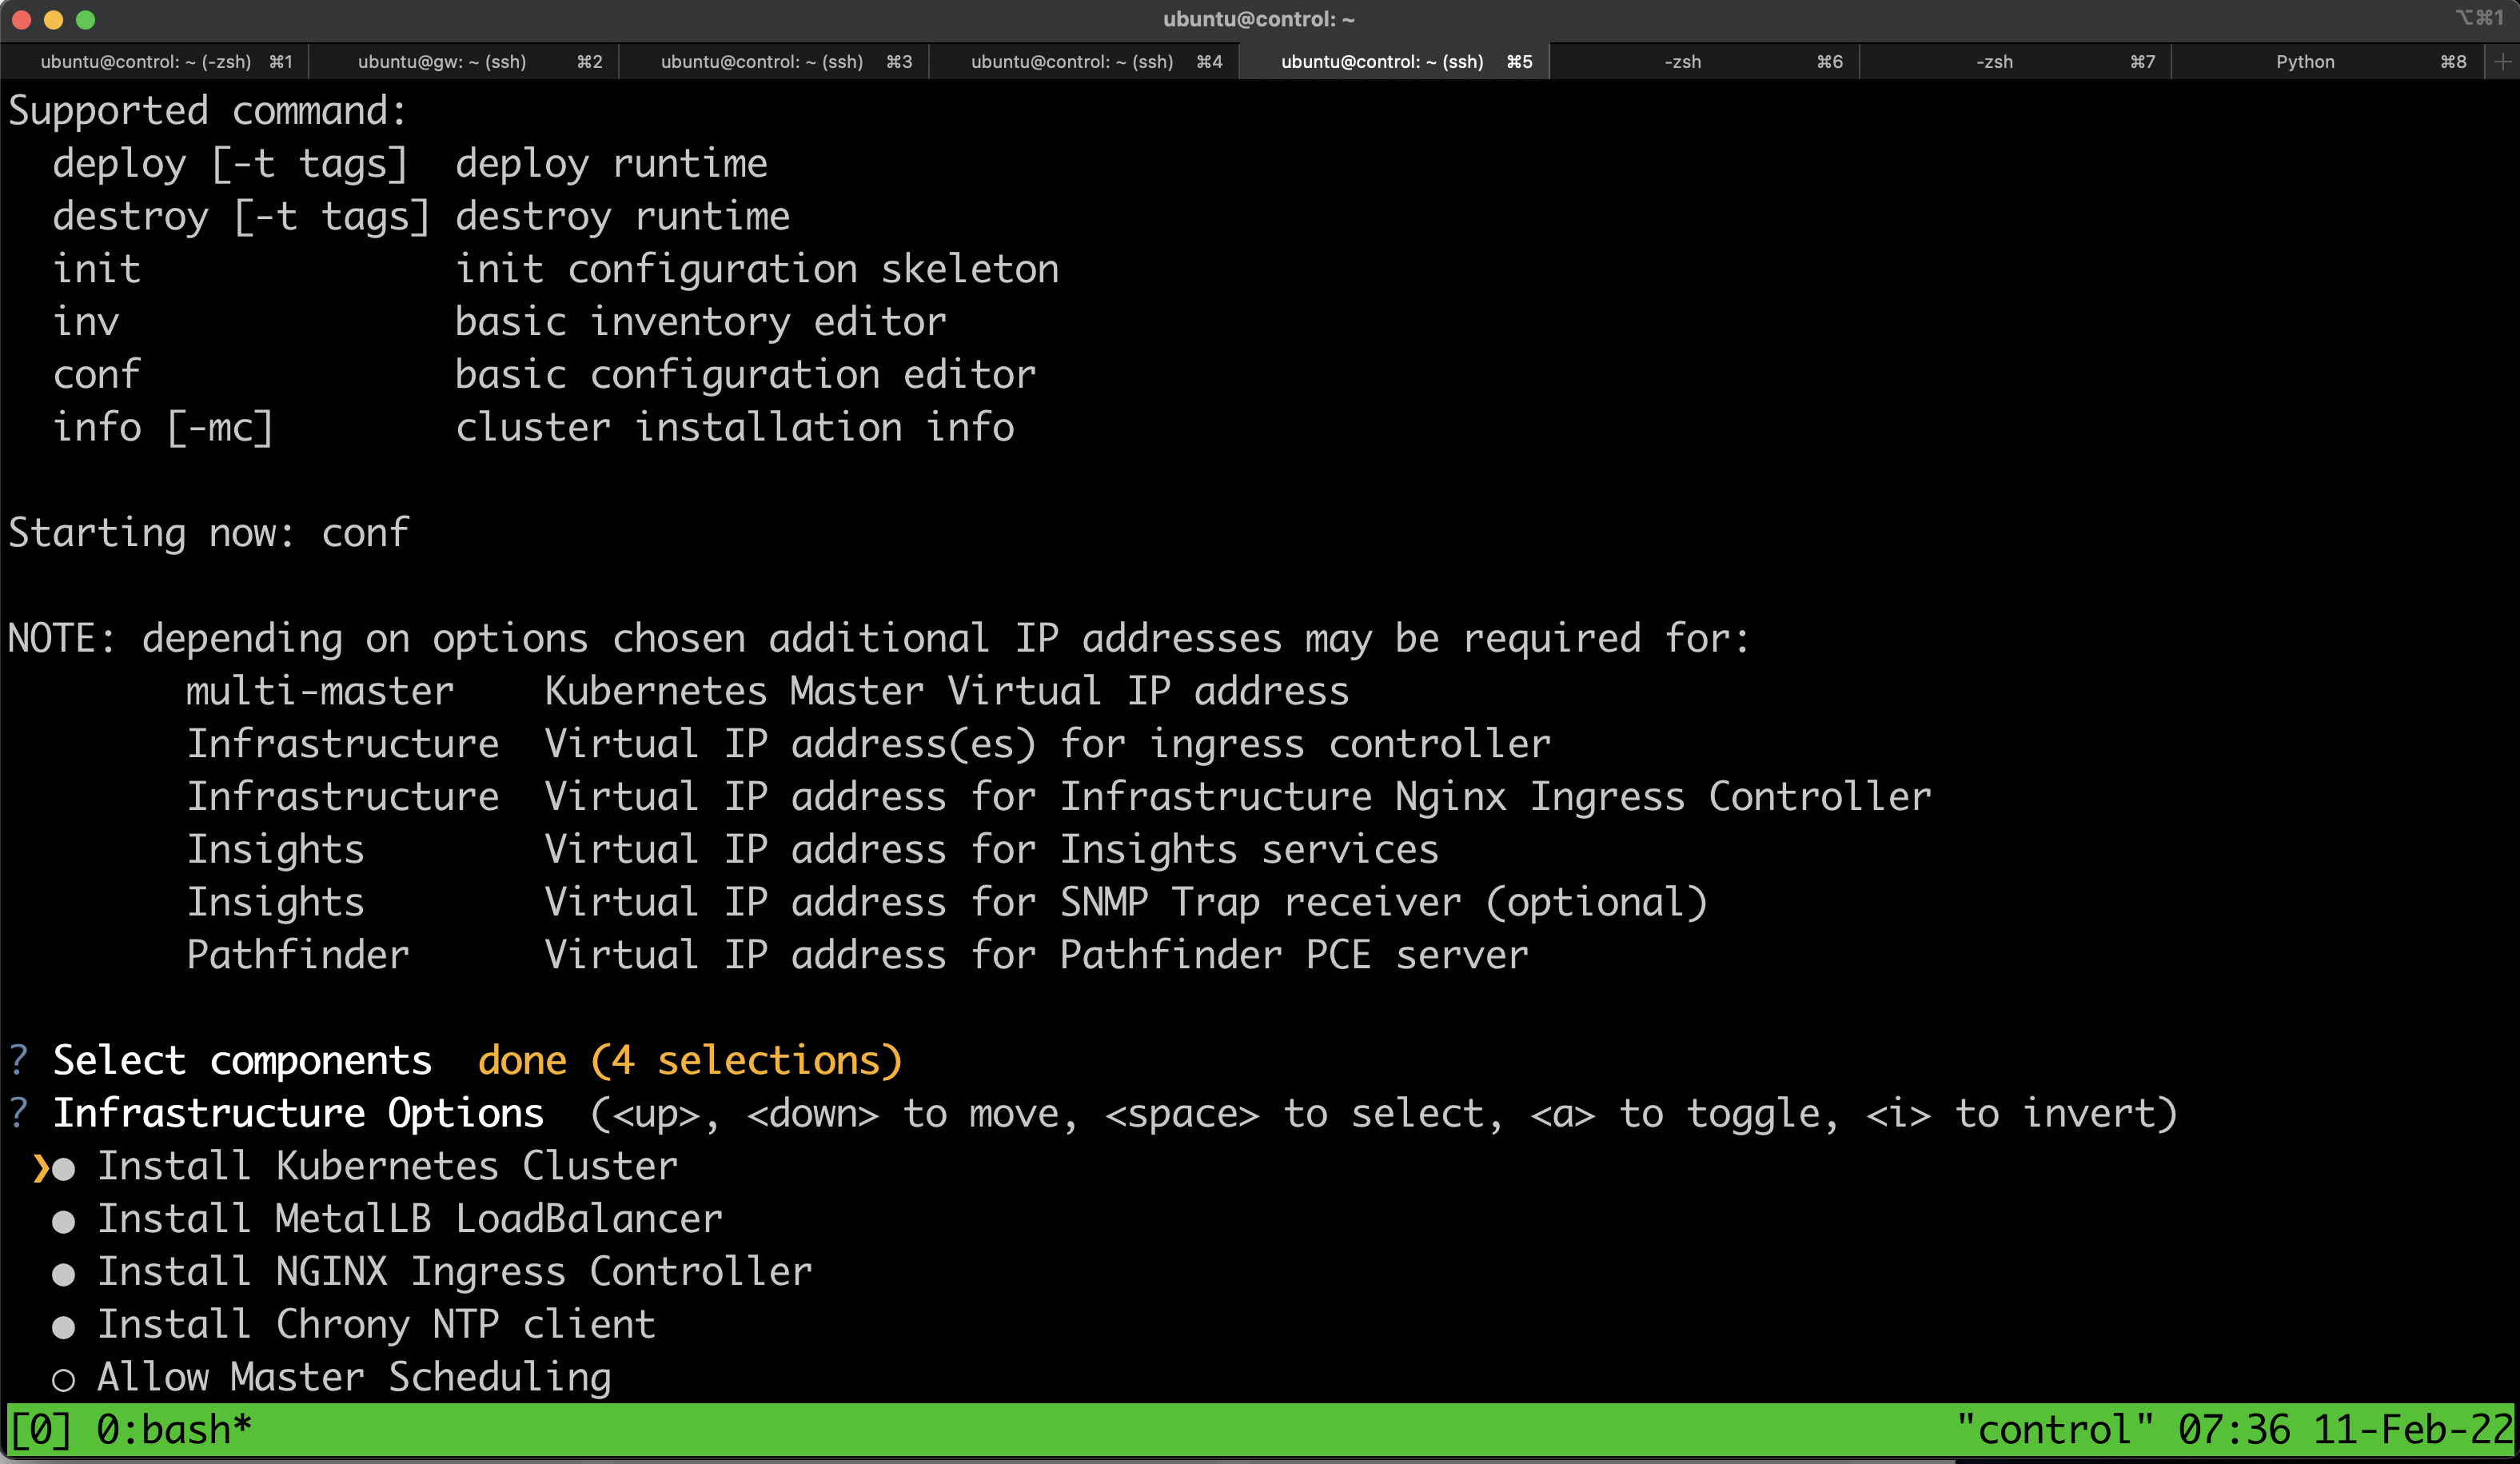 ubuntu@control: ~
⌥⌘1
ubuntu@control: ~ (-zsh) ⌘1 ubuntu@gw: ~ (ssh) ⌘2 ubuntu@control: ~ (ssh) ⌘3 ubuntu@control: ~ (ssh) ⌘4 ubuntu@control: ~ (ssh) ⌘5 -zsh ⌘6 -zsh ⌘7 Python ⌘8 +
Supported command:
  deploy [-t tags]  deploy runtime
  destroy [-t tags] destroy runtime
  init              init configuration skeleton
  inv               basic inventory editor
  conf              basic configuration editor
  info [-mc]        cluster installation info
Starting now: conf
NOTE: depending on options chosen additional IP addresses may be required for:
        multi-master    Kubernetes Master Virtual IP address
        Infrastructure  Virtual IP address(es) for ingress controller
        Infrastructure  Virtual IP address for Infrastructure Nginx Ingress Controller
        Insights        Virtual IP address for Insights services
        Insights        Virtual IP address for SNMP Trap receiver (optional)
        Pathfinder      Virtual IP address for Pathfinder PCE server
? Select components  done (4 selections)
? Infrastructure Options  (<up>, <down> to move, <space> to select, <a> to toggle, <i> to invert)
 ❯● Install Kubernetes Cluster
  ● Install MetalLB LoadBalancer
  ● Install NGINX Ingress Controller
  ● Install Chrony NTP client
  ○ Allow Master Scheduling
[0] 0:bash* "control" 07:36 11-Feb-22